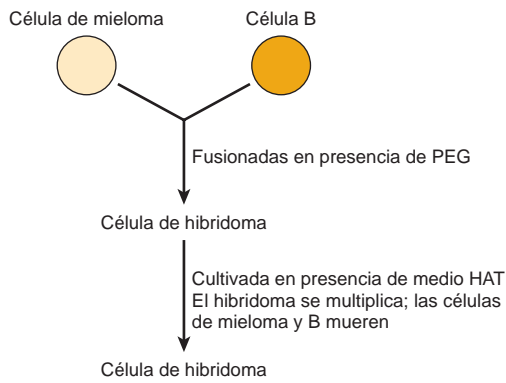 Célula de mieloma
Célula B
Fusionadas en presencia de PEG
Célula de hibridoma
Cultivada en presencia de medio HAT
El hibridoma se multiplica; las células
de mieloma y B mueren
Célula de hibridoma